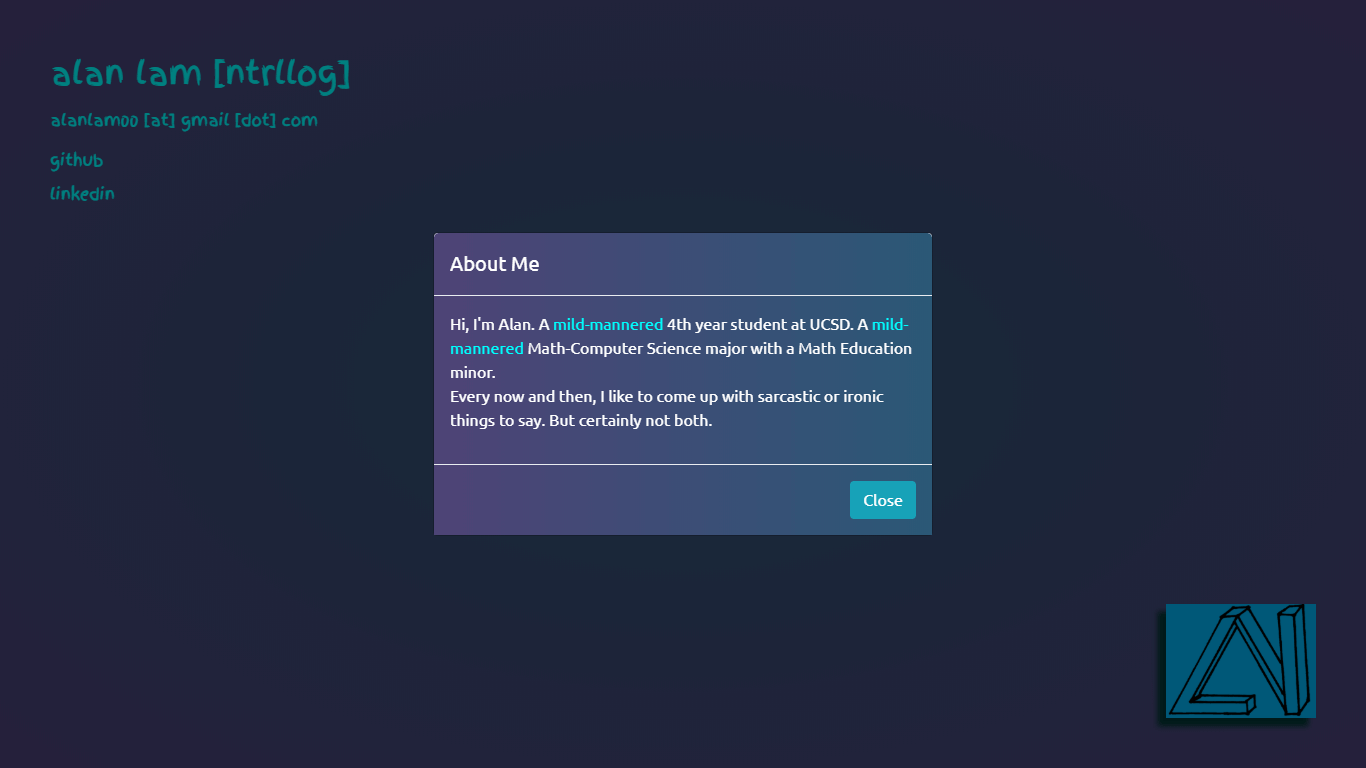 alan lam [ntrllog]
alanlam00 [at] gmail [dot] com
github
linkedin
About Me
Hi, I'm Alan. A mild-mannered 4th year student at UCSD. A mild-
mannered Math-Computer Science major with a Math Education
minor.
Every now and then, I like to come up with sarcastic or ironic
things to say. But certainly not both.
Close